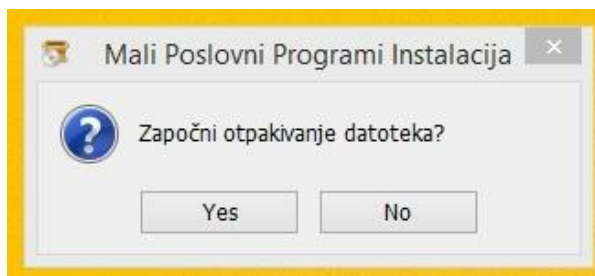 Mali Poslovni Programi Instalacija
Započni otpakivanje datoteka?
Yes
No